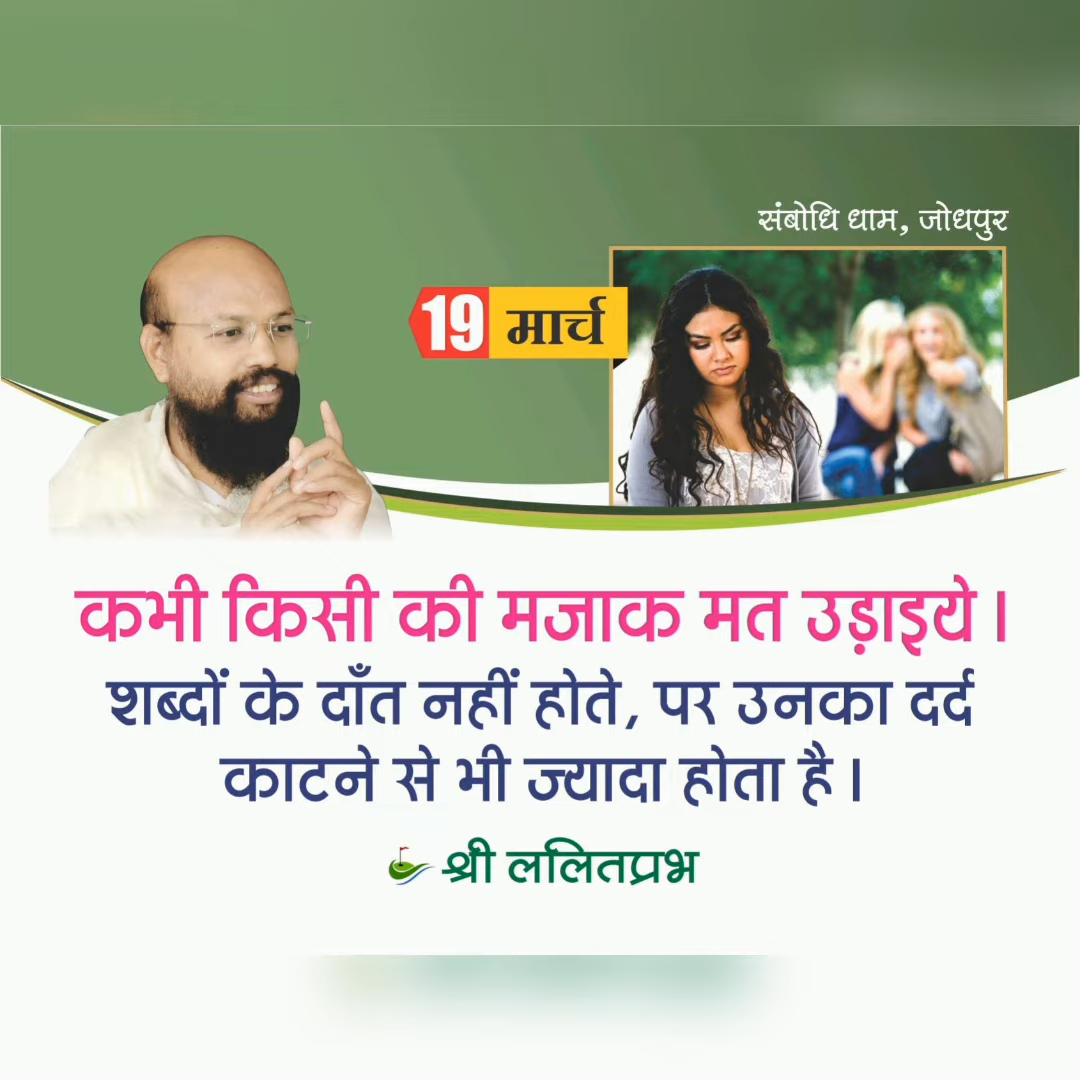 संबोधि धाम, जोधपुर
19 मार्च
कभी किसी की मजाक मत उड़ाइये।
शब्दों के दाँत नहीं होते, पर उनका दर्द
काटने से भी ज्यादा होता है।
श्री ललितप्रभ